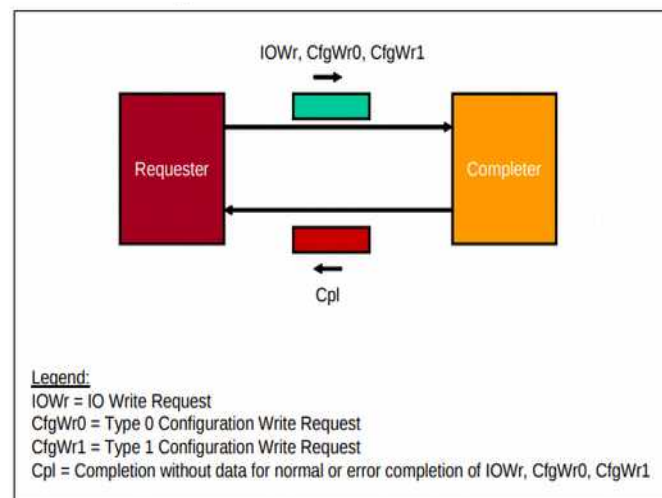 IOWr, CfgWr0, CfgWr1
Requester
Completer
Cpl
Legend:
IOWr = IO Write Request
CfgWr0 = Type 0 Configuration Write Request
CfgWr1 = Type 1 Configuration Write Request
Cpl = Completion without data for normal or error completion of IOWr, CfgWr0, CfgWr1